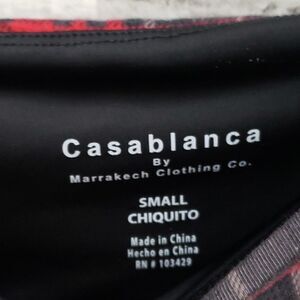 Casablanca
By
Marrakech Clothing Co.
SMALL
CHIQUITO
Made in China
Hecho en China
RN # 103429